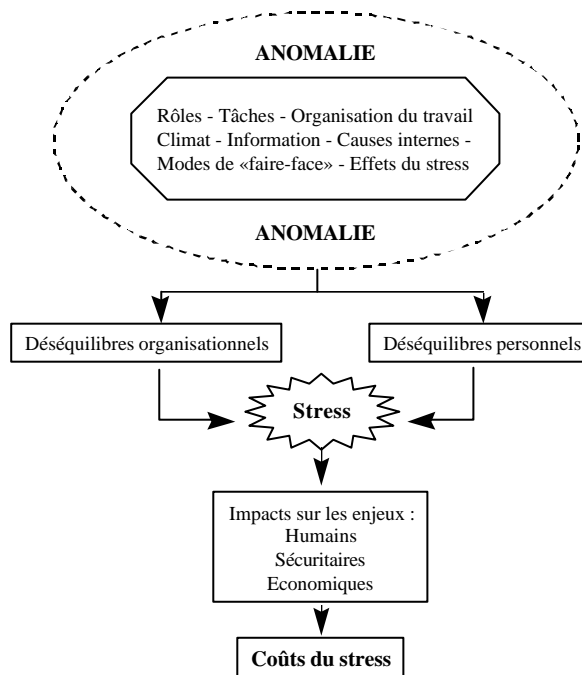 ANOMALIE
Rôles - Tâches - Organisation du travail
Climat - Information - Causes internes -
Modes de «faire-face» - Effets du stress
ANOMALIE
Déséquilibres organisationnels
Déséquilibres personnels
Stress
Impacts sur les enjeux :
Humains
Sécuritaires
Economiques
Coûts du stress